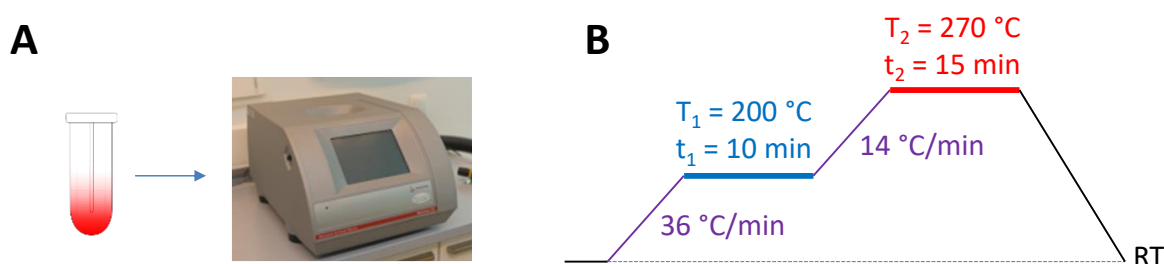 A
B
T₁ = 200 °C
t₁ = 10 min
36 °C/min
T₂ = 270 °C
t₂ = 15 min
14 °C/min
RT